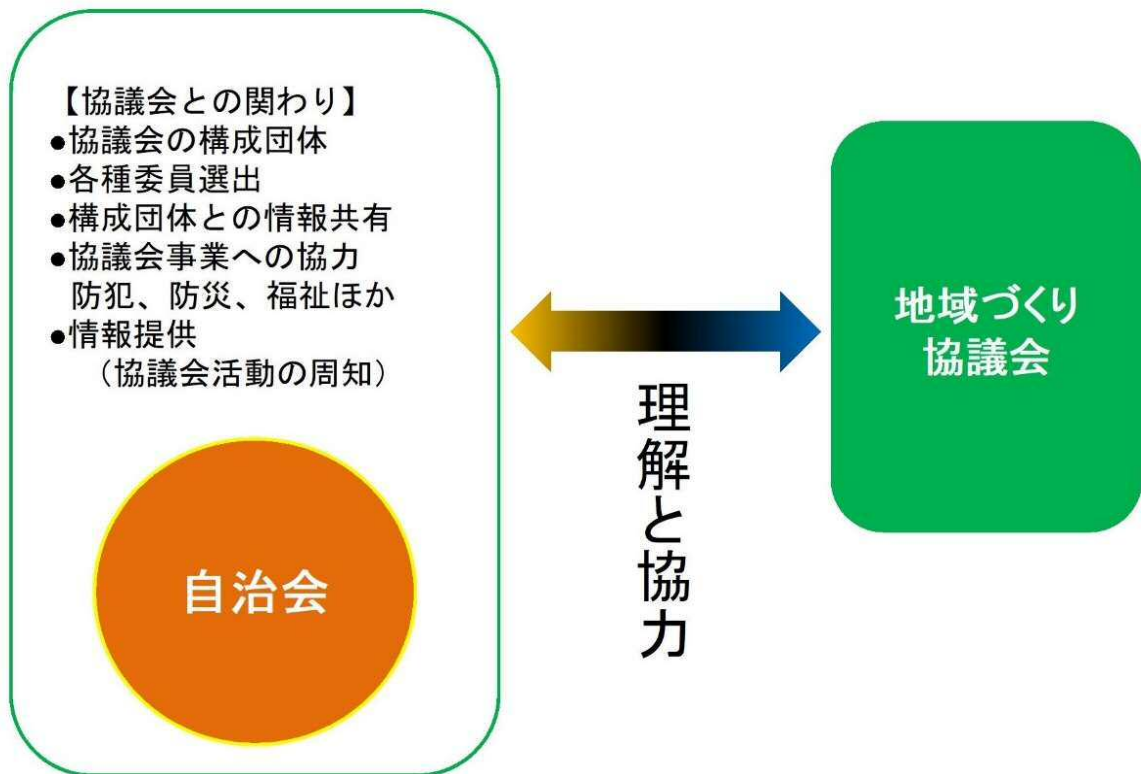 【協議会との関わり】
●協議会の構成団体
●各種委員選出
●構成団体との情報共有
●協議会事業への協力
防犯、防災、福祉ほか
●情報提供
（協議会活動の周知）
自治会
理解と協力
地域づくり
協議会